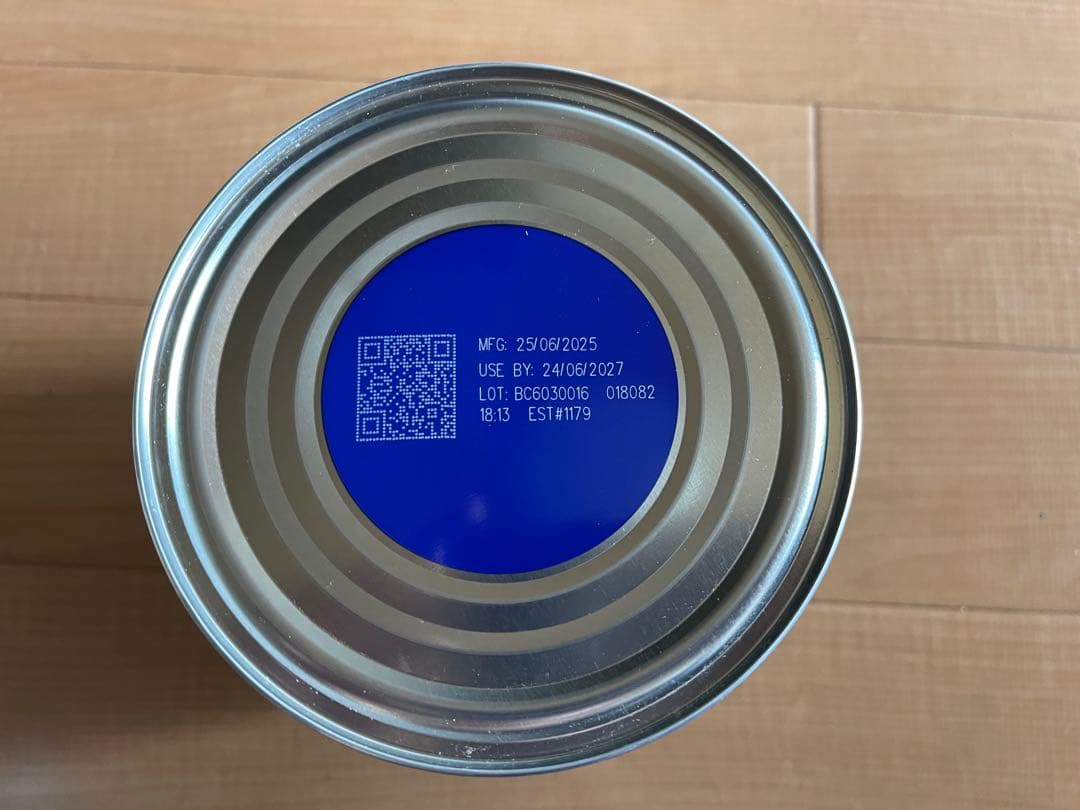 MFG: 25/06/2025
USE BY: 24/06/2027
LOT: BC6030016 018082
18:13 EST#1179